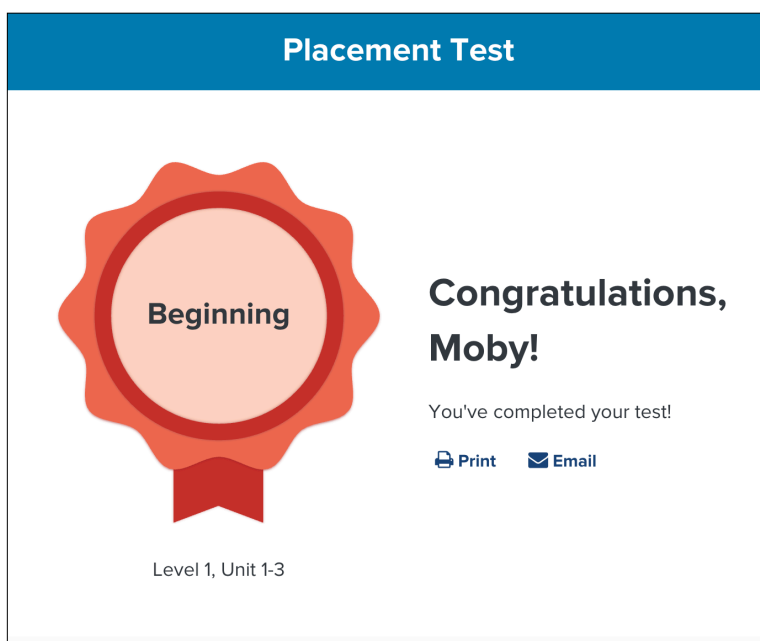 Placement Test
Beginning
Congratulations,
Moby!
You've completed your test!
Print Email
Level 1, Unit 1-3